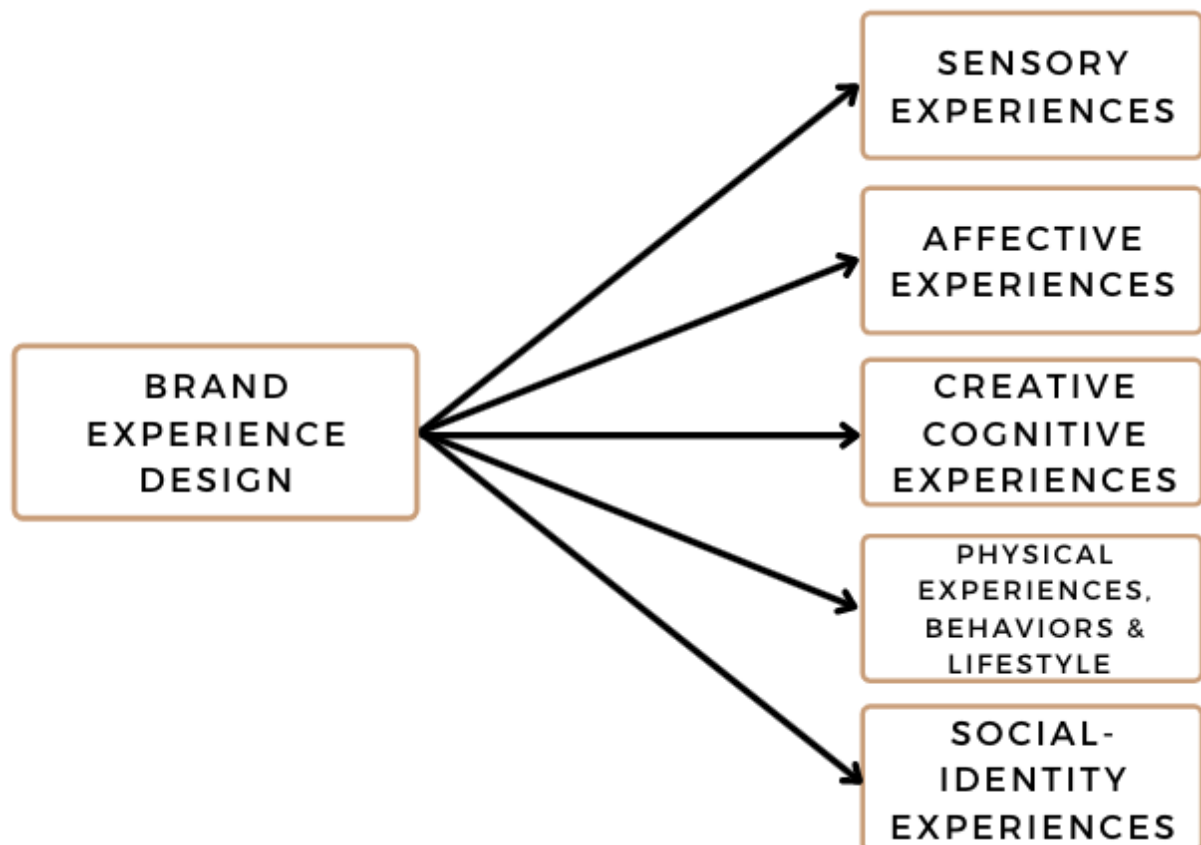 SENSORY
EXPERIENCES
AFFECTIVE
EXPERIENCES
BRAND
EXPERIENCE
DESIGN
CREATIVE
COGNITIVE
EXPERIENCES
PHYSICAL
EXPERIENCES,
BEHAVIORS &
LIFESTYLE
SOCIAL-
IDENTITY
EXPERIENCES